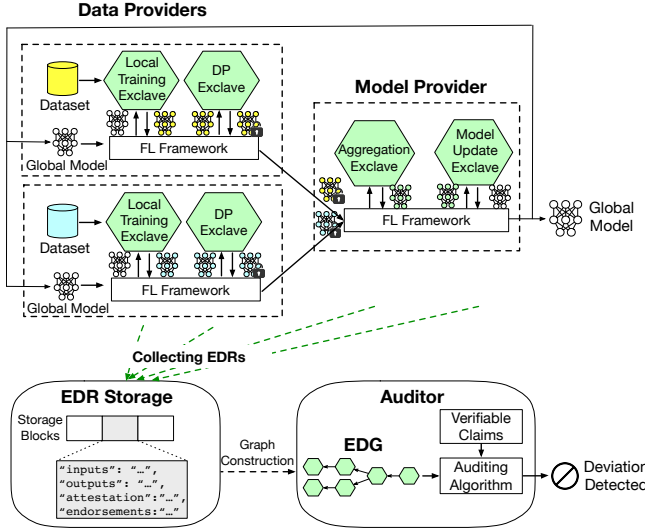 Data Providers
Local
Training
Exclave
DP
Exclave
Dataset
Global Model
FL Framework
Local
Training
Exclave
DP
Exclave
Dataset
Global Model
FL Framework
Model Provider
Aggregation
Exclave
Model
Update
Exclave
FL Framework
Global
Model
Collecting EDRs
EDR Storage
Storage
Blocks
“inputs”: “…”,
“outputs”: “…”,
“attestation”:“…”,
“endorsements:“…”
Graph
Construction
Auditor
EDG
Verifiable
Claims
Auditing
Algorithm
Deviation
Detected